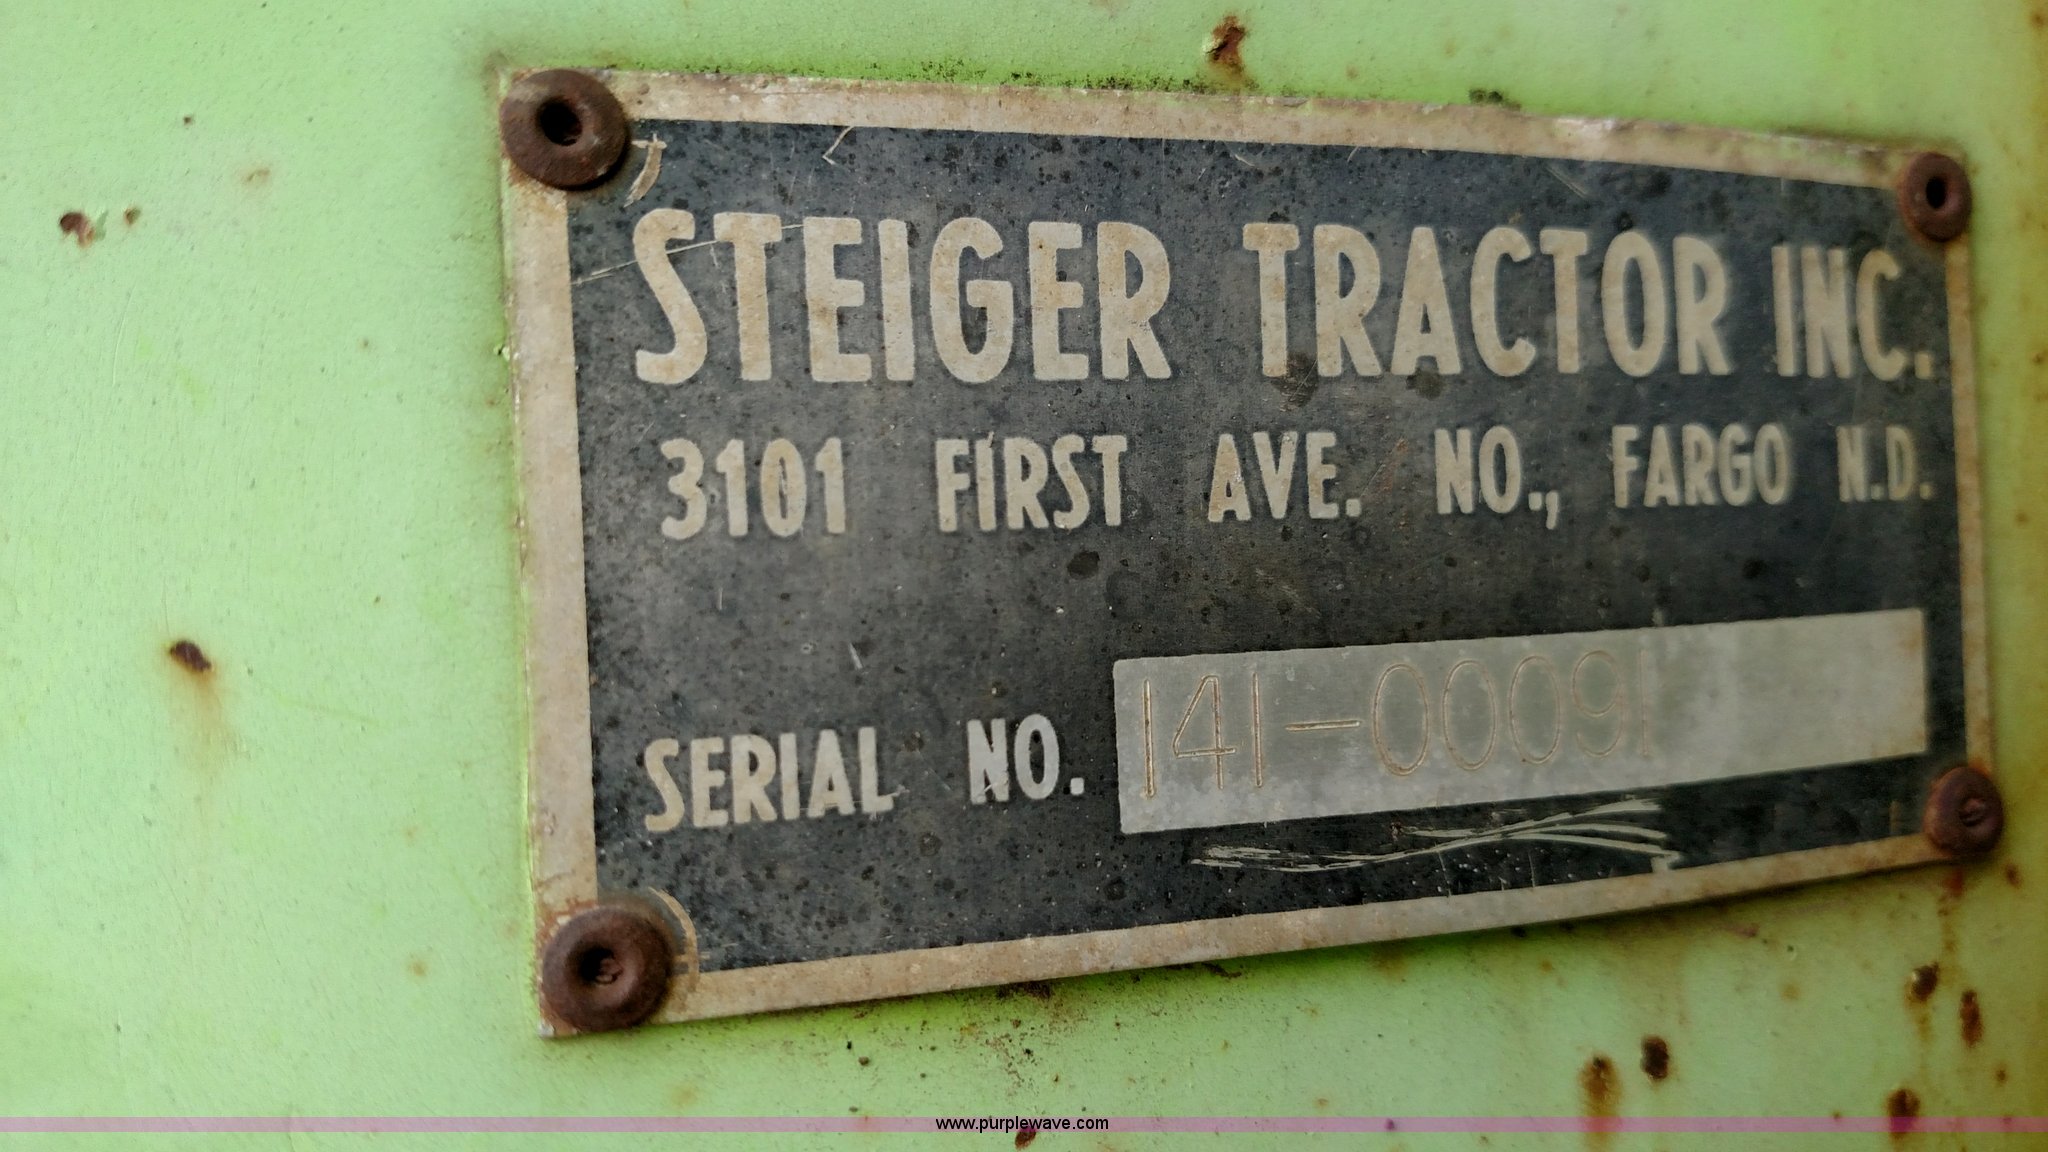 STEIGER TRACTOR INC.
3101 FIRST AVE. NO., FARGO N.D.
SERIAL NO. 141-00091
www.purplewave.com